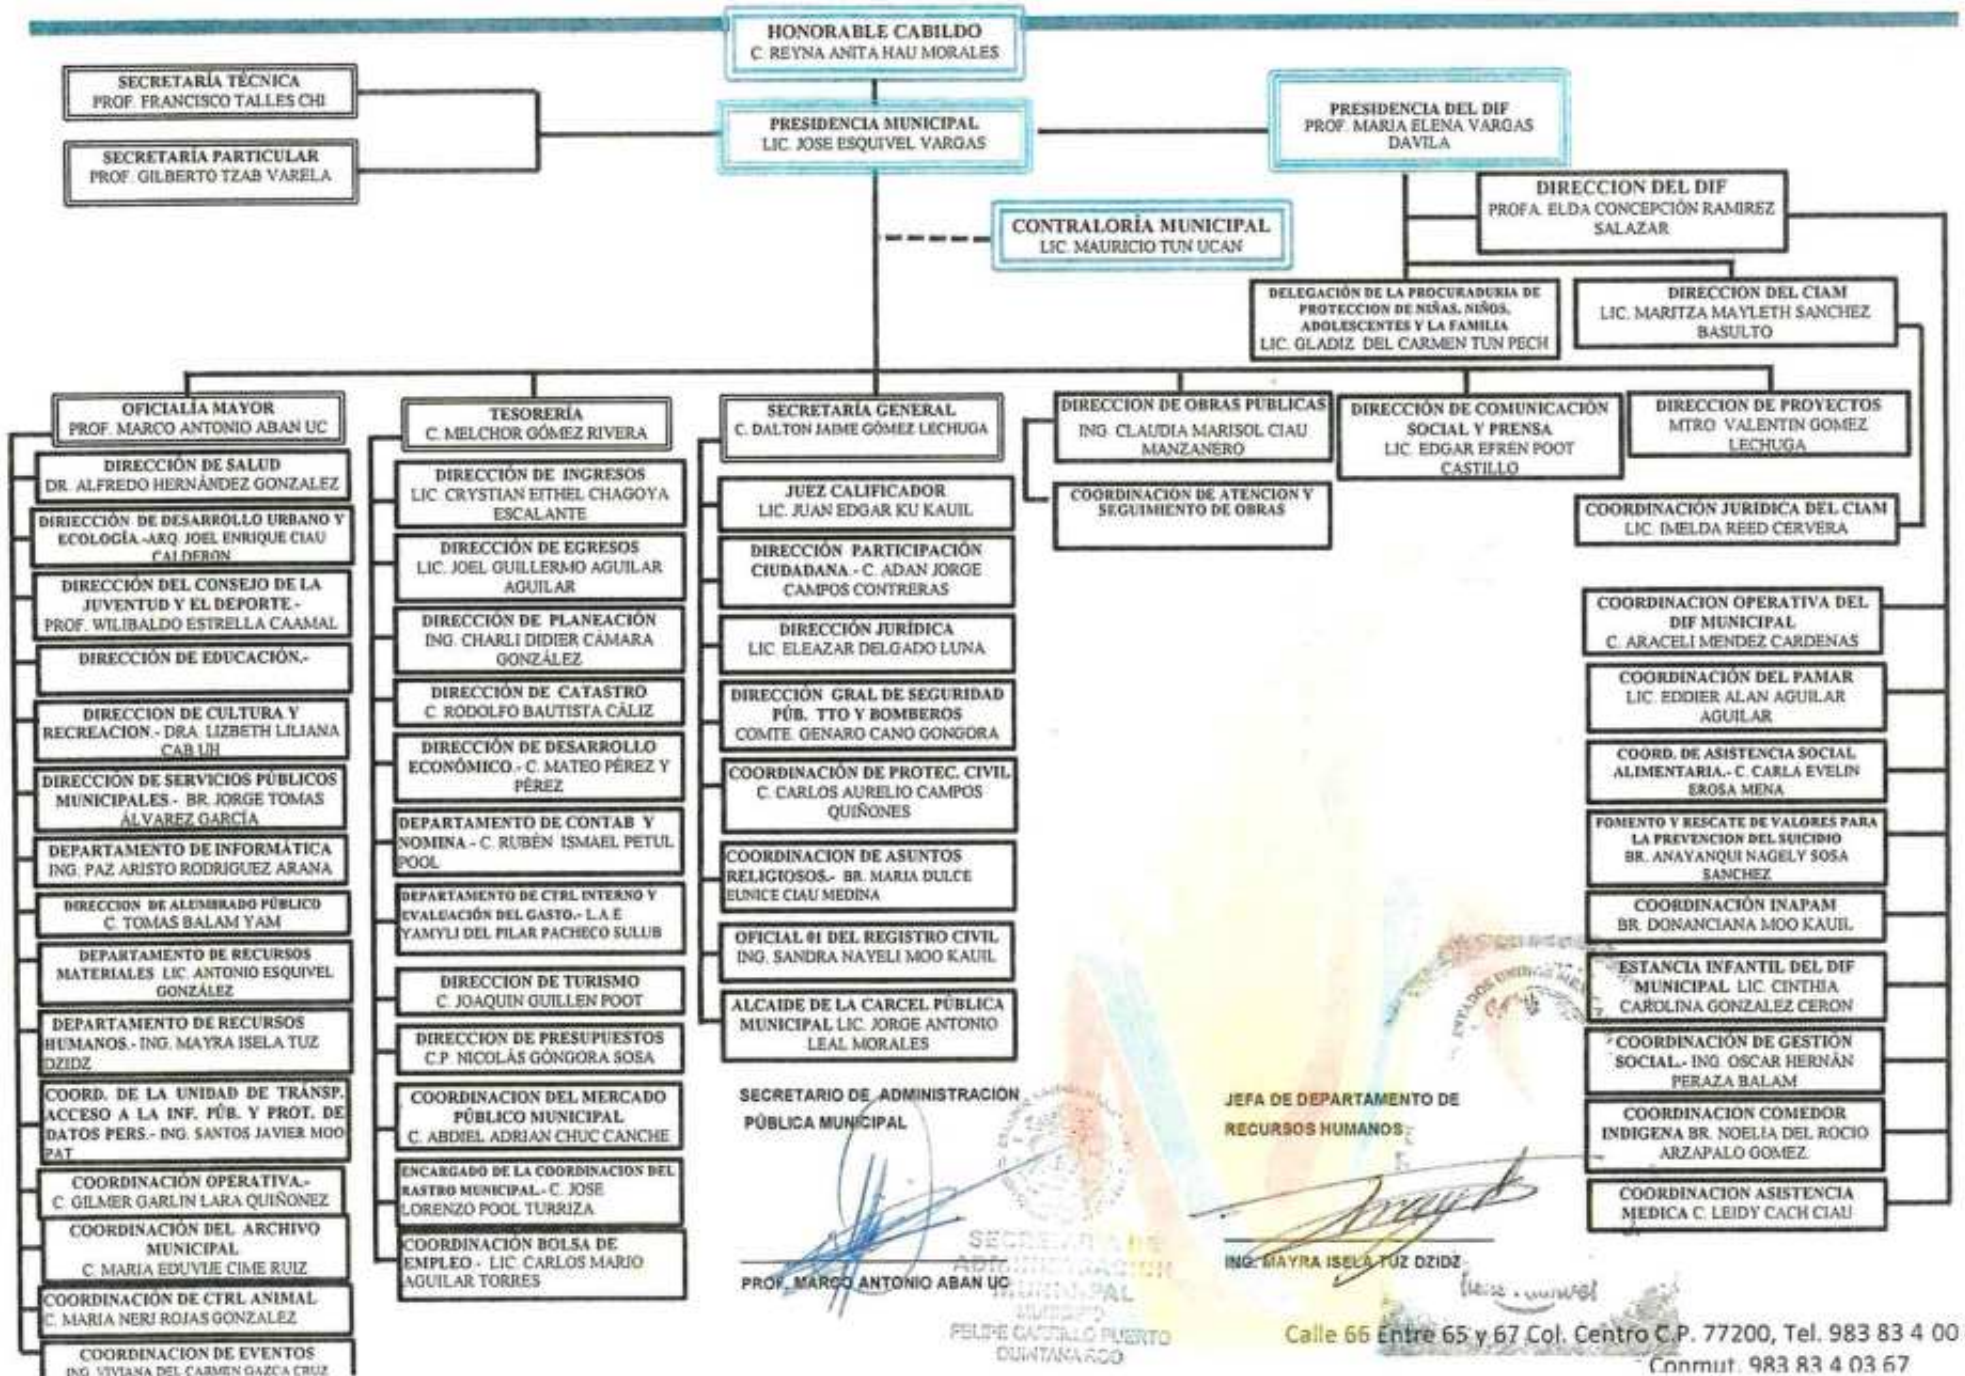 HONORABLE CABILDO
C. REYNA ANITA HAU MORALES
SECRETARÍA TÉCNICA
PROF. FRANCISCO TALLES CHI
SECRETARÍA PARTICULAR
PROF. GILBERTO TZAB VARELA
PRESIDENCIA MUNICIPAL
LIC. JOSE ESQUIVEL VARGAS
PRESIDENCIA DEL DIF
PROF. MARIA ELENA VARGAS
DAVILA
DIRECCION DEL DIF
PROFA. ELDA CONCEPCIÓN RAMIREZ
SALAZAR
CONTRALORÍA MUNICIPAL
LIC. MAURICIO TUN UCAN
DELEGACIÓN DE LA PROCURADURIA DE
PROTECCION DE NIÑAS, NIÑOS,
ADOLESCENTES Y LA FAMILIA
LIC. GLADIZ DEL CARMEN TUN PECH
DIRECCION DEL CIAM
LIC. MARITZA MAYLETH SANCHEZ
BASULTO
OFICIALIA MAYOR
PROF. MARCO ANTONIO ABAN UC
DIRECCIÓN DE SALUD
DR. ALFREDO HERNÁNDEZ GONZALEZ
DIRIECCIÓN DE DESARROLLO URBANO Y
ECOLOGÍA.-ARQ. JOEL ENRIQUE CIAU
CALDERON
DIRECCIÓN DEL CONSEJO DE LA
JUVENTUD Y EL DEPORTE.-
PROF. WILIBALDO ESTRELLA CAAMAL
DIRECCIÓN DE EDUCACIÓN.-
DIRECCION DE CULTURA Y
RECREACION.- DRA. LIZBETH LILIANA
CAB UH
DIRECCIÓN DE SERVICIOS PÚBLICOS
MUNICIPALES.- BR. JORGE TOMAS
ÁLVAREZ GARCÍA
DEPARTAMENTO DE INFORMÁTICA
ING. PAZ ARISTO RODRIGUEZ ARANA
DIRECCION DE ALUMBRADO PÚBLICO
C. TOMAS BALAM YAM
DEPARTAMENTO DE RECURSOS
MATERIALES LIC. ANTONIO ESQUIVEL
GONZÁLEZ
DEPARTAMENTO DE RECURSOS
HUMANOS.- ING. MAYRA ISELA TUZ
DZIDZ
COORD. DE LA UNIDAD DE TRÁNSP.
ACCESO A LA INF. PÚB. Y PROT. DE
DATOS PERS.- ING. SANTOS JAVIER MOO
PAT
COORDINACIÓN OPERATIVA.-
C. GILMER GARLIN LARA QUIÑONEZ
COORDINACIÓN DEL ARCHIVO
MUNICIPAL
C. MARIA EDUVIJE CIME RUIZ
COORDINACIÓN DE CTRL ANIMAL
C. MARIA NERI ROJAS GONZALEZ
COORDINACION DE EVENTOS
ING. VIVIANA DEL CARMEN GAZCA CRUZ
TESORERÍA
C. MELCHOR GÓMEZ RIVERA
DIRECCIÓN DE INGRESOS
LIC. CRYSTIAN EITHEL CHAGOYA
ESCALANTE
DIRECCIÓN DE EGRESOS
LIC. JOEL GUILLERMO AGUILAR
AGUILAR
DIRECCIÓN DE PLANEACIÓN
ING. CHARLI DIDIER CÁMARA
GONZÁLEZ
DIRECCIÓN DE CATASTRO
C. RODOLFO BAUTISTA CÁLIZ
DIRECCIÓN DE DESARROLLO
ECONÓMICO.- C. MATEO PÉREZ Y
PÉREZ
DEPARTAMENTO DE CONTAB Y
NOMINA - C. RUBÉN ISMAEL PETUL
POOL
DEPARTAMENTO DE CTRL INTERNO Y
EVALUACIÓN DEL GASTO.- L.A.E
YAMYLI DEL PILAR PACHECO SULUB
DIRECCION DE TURISMO
C. JOAQUIN GUILLEN POOT
DIRECCION DE PRESUPUESTOS
C.P. NICOLÁS GÓNGORA SOSA
COORDINACION DEL MERCADO
PÚBLICO MUNICIPAL
C. ABDIEL ADRIAN CHUC CANCHE
ENCARGADO DE LA COORDINACION DEL
RASTRO MUNICIPAL.- C. JOSE
LORENZO POOL TURRIZA
COORDINACIÓN BOLSA DE
EMPLEO - LIC. CARLOS MARIO
AGUILAR TORRES
SECRETARÍA GENERAL
C. DALTON JAIME GÓMEZ LECHUGA
JUEZ CALIFICADOR
LIC. JUAN EDGAR KU KAUIL
DIRECCIÓN PARTICIPACIÓN
CIUDADANA.- C. ADAN JORGE
CAMPOS CONTRERAS
DIRECCIÓN JURÍDICA
LIC. ELEAZAR DELGADO LUNA
DIRECCIÓN GRAL DE SEGURIDAD
PÚB. TTO Y BOMBEROS
COMTE. GENARO CANO GONGORA
COORDINACIÓN DE PROTEC. CIVIL
C. CARLOS AURELIO CAMPOS
QUIÑONES
COORDINACION DE ASUNTOS
RELIGIOSOS.- BR. MARIA DULCE
EUNICE CIAU MEDINA
OFICIAL 01 DEL REGISTRO CIVIL
ING. SANDRA NAYELI MOO KAUIL
ALCAIDE DE LA CARCEL PÚBLICA
MUNICIPAL LIC. JORGE ANTONIO
LEAL MORALES
DIRECCION DE OBRAS PÚBLICAS
ING. CLAUDIA MARISOL CIAU
MANZANERO
COORDINACIÓN DE ATENCION Y
SEGUIMIENTO DE OBRAS
DIRECCIÓN DE COMUNICACIÓN
SOCIAL Y PRENSA
LIC. EDGAR EFREN POOT
CASTILLO
DIRECCIÓN DE PROYECTOS
MTRO. VALENTIN GOMEZ
LECHUGA
COORDINACIÓN JURIDICA DEL CIAM
LIC. IMELDA REED CERVERA
COORDINACION OPERATIVA DEL
DIF MUNICIPAL
C. ARACELI MENDEZ CARDENAS
COORDINACIÓN DEL PAMAR
LIC. EDDIER ALAN AGUILAR
AGUILAR
COORD. DE ASISTENCIA SOCIAL
ALIMENTARIA.- C. CARLA EVELIN
EROSA MENA
FOMENTO Y RESCATE DE VALORES PARA
LA PREVENCION DEL SUICIDIO
BR. ANAYANQUI NAGELY SOSA
SANCHEZ
COORDINACIÓN INAPAM
BR. DONANCIANA MOO KAUIL
ESTANCIA INFANTIL DEL DIF
MUNICIPAL LIC. CINTHIA
CAROLINA GONZALEZ CERON
COORDINACIÓN DE GESTIÓN
SOCIAL.- ING. OSCAR HERNÁN
PERAZA BALAM
COORDINACION COMEDOR
INDIGENA BR. NOELIA DEL ROCIO
ARZAPALO GOMEZ
COORDINACION ASISTENCIA
MEDICA C. LEIDY CACH CIAU
SECRETARIO DE ADMINISTRACIÓN
PÚBLICA MUNICIPAL
PROF. MARCO ANTONIO ABAN UC
SECRETARIA DE
ADMINISTRACION
MUNICIPAL
MUNICIPIO
FELIPE CARRILLO PUERTO
QUINTANA ROO
JEFA DE DEPARTAMENTO DE
RECURSOS HUMANOS
ING. MAYRA ISELA TUZ DZIDZ
Calle 66 Entre 65 y 67 Col. Centro C.P. 77200, Tel. 983 83 4 00
Conmut. 983 83 4 03 67